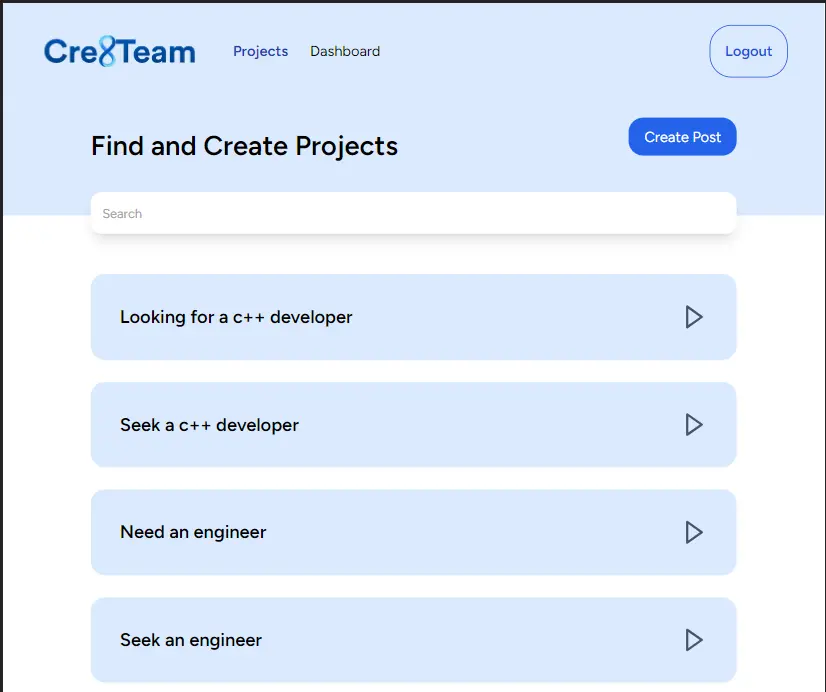 Cre8Team
Projects
Dashboard
Logout
Find and Create Projects
Create Post
Search
Looking for a c++ developer
Seek a c++ developer
Need an engineer
Seek an engineer